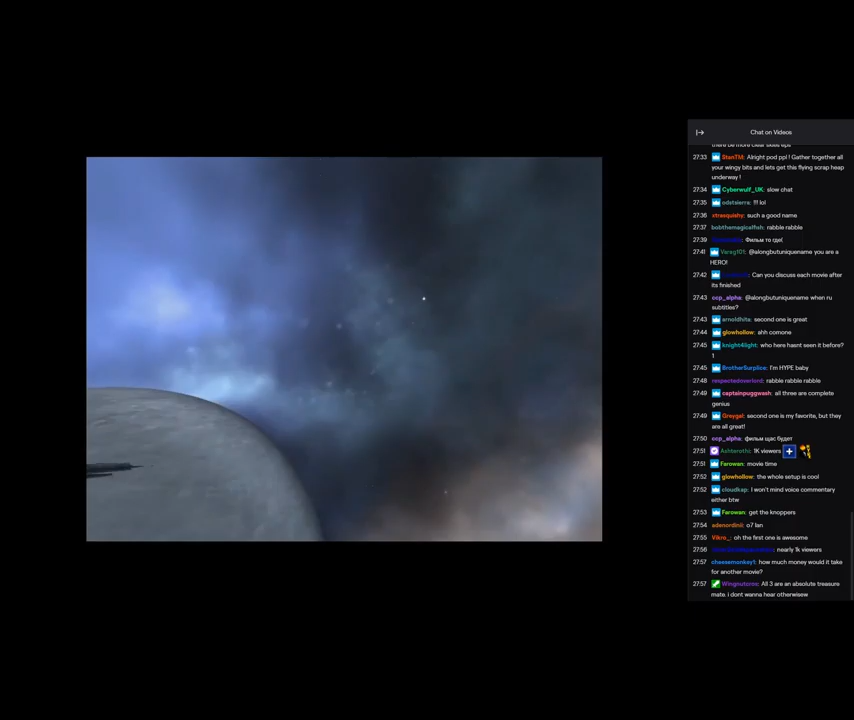 Chat on Videos
there be more clear skies eps
27:33 StanTM: Alright pod ppl ! Gather together all
your wingy bits and lets get this flying scrap heap
underway !
27:34 Cyberwulf_UK: slow chat
27:35 odstsierra: !!! lol
27:36 strasquishy: such a good name
27:37 bobthemagicalfish: rabble rabble
27:39 : Фильм то где(
27:41 Varag101: @alongbutuniquename you are a
HERO!
27:42 : Can you discuss each movie after
its finished
27:43 ccp_alpha: @alongbutuniquename when ru
subtitles?
27:43 arnoldhita: second one is great
27:44 glowhollow: ahh comone
27:45 knight4light: who here hasnt seen it before?
1
27:45 BrotherSurplice: I'm HYPE baby
27:48 respectedoverlord: rabble rabble rabble
27:49 captainpuggwash: all three are complete
genius
27:49 Greygal: second one is my favorite, but they
are all great!
27:50 ccp_alpha: фильм щас будет
27:51 Ashterothi: 1K viewers
27:51 Farowan: movie time
27:52 glowhollow: the whole setup is cool
27:52 cloudkap: I won't mind voice commentary
either btw
27:53 Farowan: get the knoppers
27:54 adenordinii: o7 Ian
27:55 Vikro_: oh the first one is awesome
27:56 : nearly 1k viewers
27:57 cheesemonkey1: how much money would it take
for another movie?
27:57 Wingnutcree: All 3 are an absolute treasure
mate. i dont wanna hear otherwisew